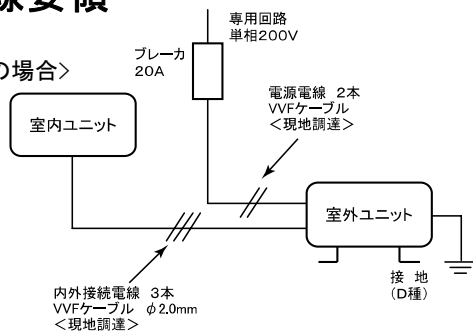 線要領
の場合＞
専用回路
単相200V
ブレーカ
20A
電源電線 2本
VVFケーブル
＜現地調達＞
室内ユニット
室外ユニット
接 地
（D種）
内外接続電線 3本
VVFケーブル φ2.0mm
＜現地調達＞